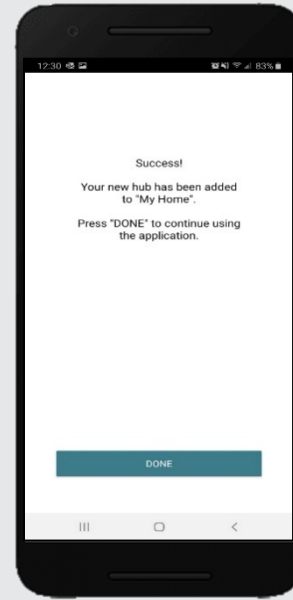 12:30 83%
Success!
Your new hub has been added
to "My Home".
Press "DONE" to continue using
the application.
DONE